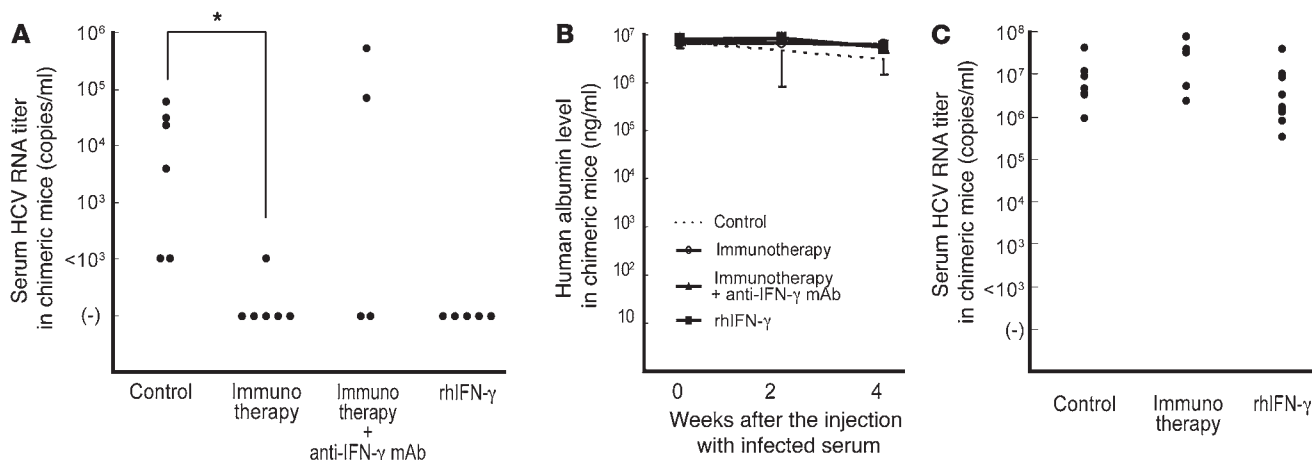 A
Serum HCV RNA titer
in chimeric mice (copies/ml)
10⁶
10⁵
10⁴
10³
<10³
(-)
*
Control
Immuno
therapy
Immuno
therapy
+
anti-IFN-γ mAb
rhIFN-γ
B
Human albumin level
in chimeric mice (ng/ml)
10⁷
10⁶
10⁵
10⁴
10³
10²
10
Control
Immunotherapy
Immunotherapy
+ anti-IFN-γ mAb
rhIFN-γ
0 2 4
Weeks after the injection
with infected serum
C
Serum HCV RNA titer
in chimeric mice (copies/ml)
10⁸
10⁷
10⁶
10⁵
10⁴
10³
<10³
(-)
Control
Immuno
therapy
rhIFN-γ